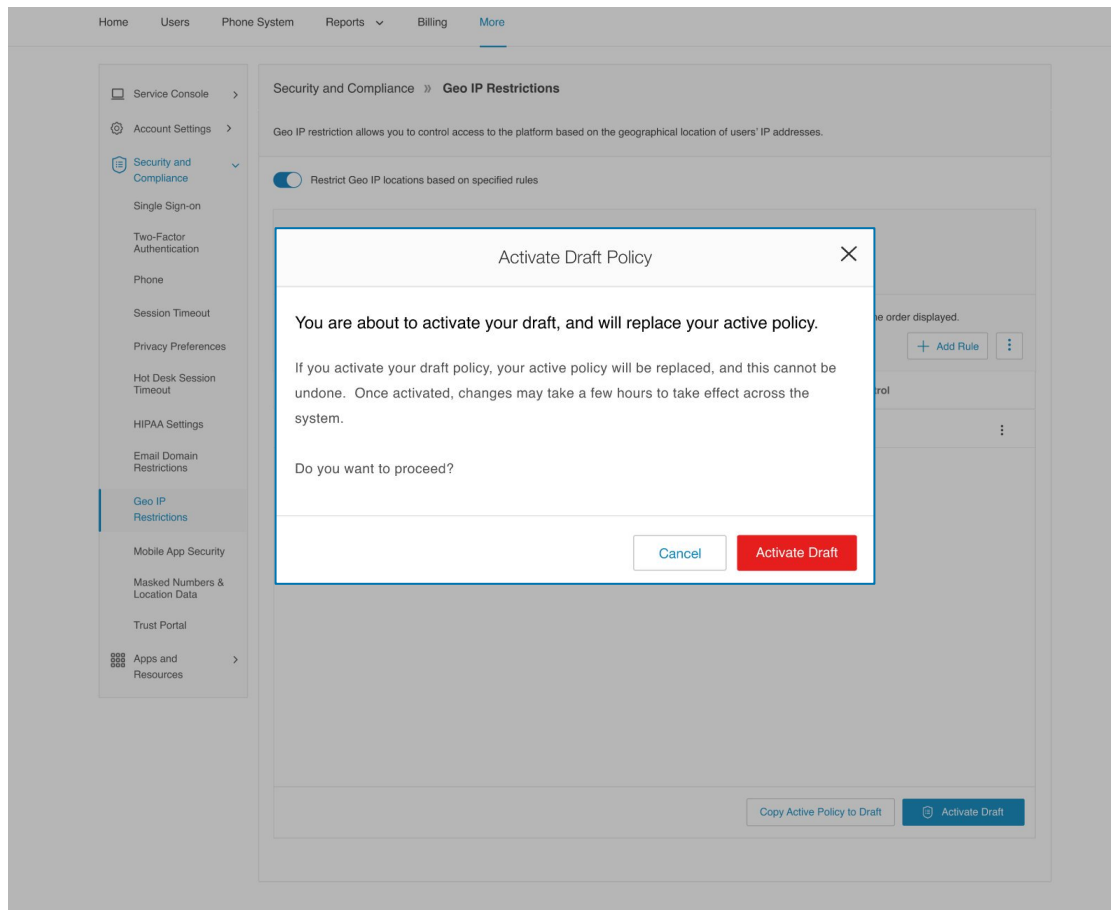 Home Users Phone System Reports Billing More
Service Console
Account Settings
Security and
Compliance
Single Sign-on
Two-Factor
Authentication
Phone
Session Timeout
Privacy Preferences
Hot Desk Session
Timeout
HIPAA Settings
Email Domain
Restrictions
Geo IP
Restrictions
Mobile App Security
Masked Numbers &
Location Data
Trust Portal
Apps and
Resources
Security and Compliance » Geo IP Restrictions
Geo IP restriction allows you to control access to the platform based on the geographical location of users' IP addresses.
Restrict Geo IP locations based on specified rules
order displayed.
+ Add Rule
Activate Draft Policy
You are about to activate your draft, and will replace your active policy.
If you activate your draft policy, your active policy will be replaced, and this cannot be
undone. Once activated, changes may take a few hours to take effect across the
system.
Do you want to proceed?
Cancel Activate Draft
Copy Active Policy to Draft Activate Draft